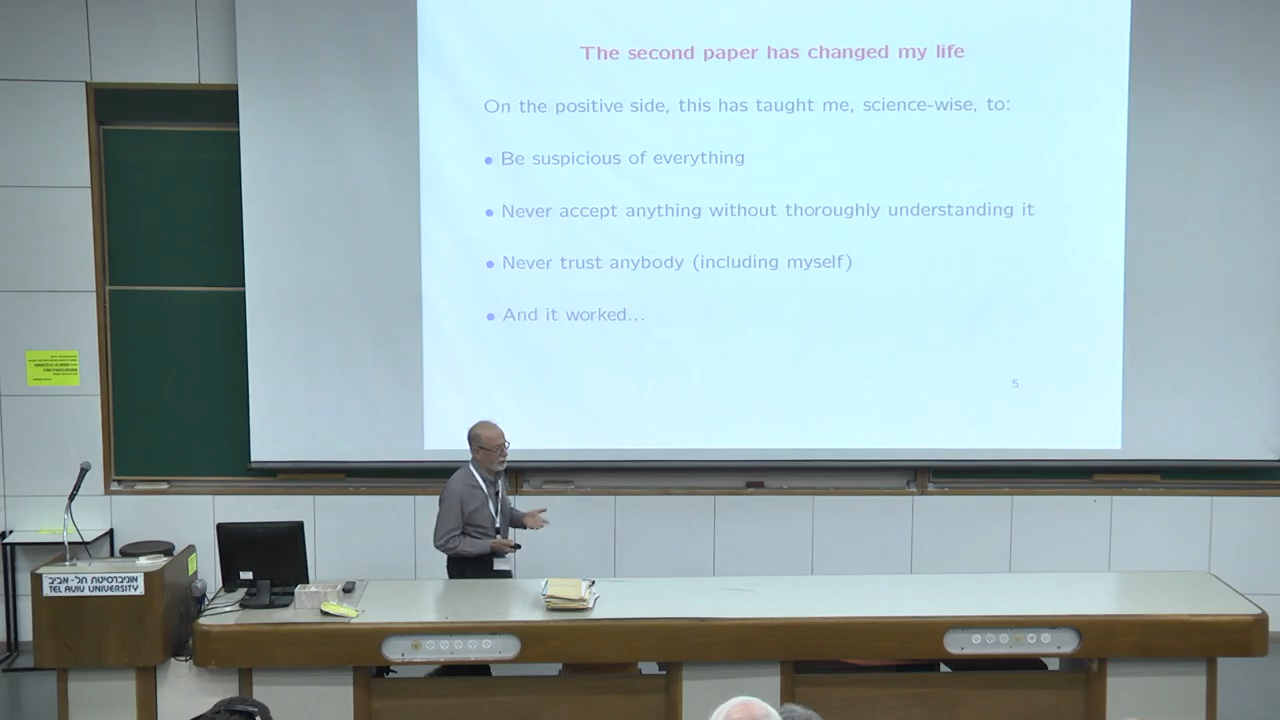 The second paper has changed my life
On the positive side, this has taught me, science-wise, to:
• Be suspicious of everything
• Never accept anything without thoroughly understanding it
• Never trust anybody (including myself)
• And it worked...
5
אוניברסיטת תל-אביב
TEL AVIV UNIVERSITY